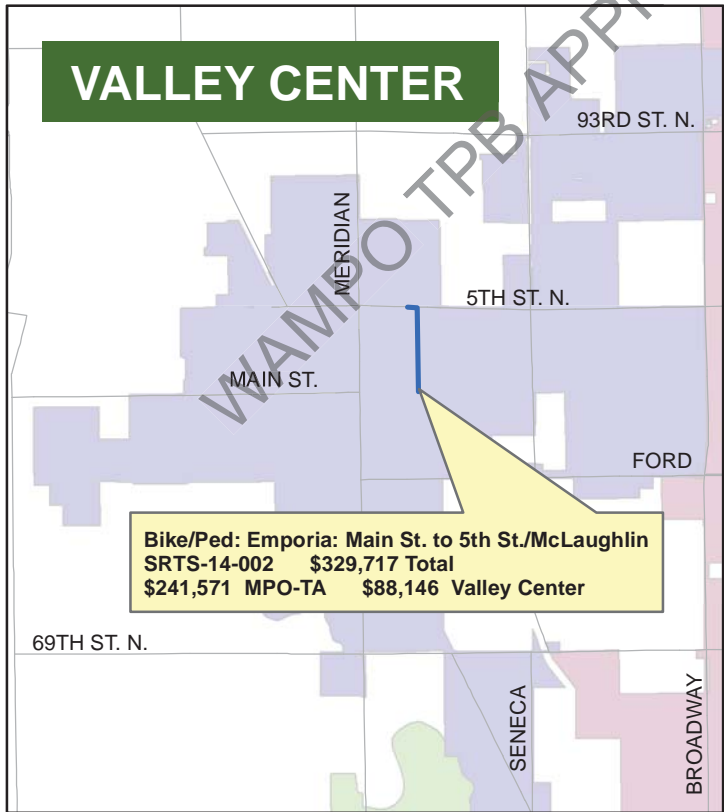 VALLEY CENTER
93RD ST. N.
MERIDIAN
5TH ST. N.
MAIN ST.
FORD
Bike/Ped: Emporia: Main St. to 5th St./McLaughlin
SRTS-14-002 $329,717 Total
$241,571 MPO-TA $88,146 Valley Center
69TH ST. N.
SENECA
BROADWAY
WAMPO TPB